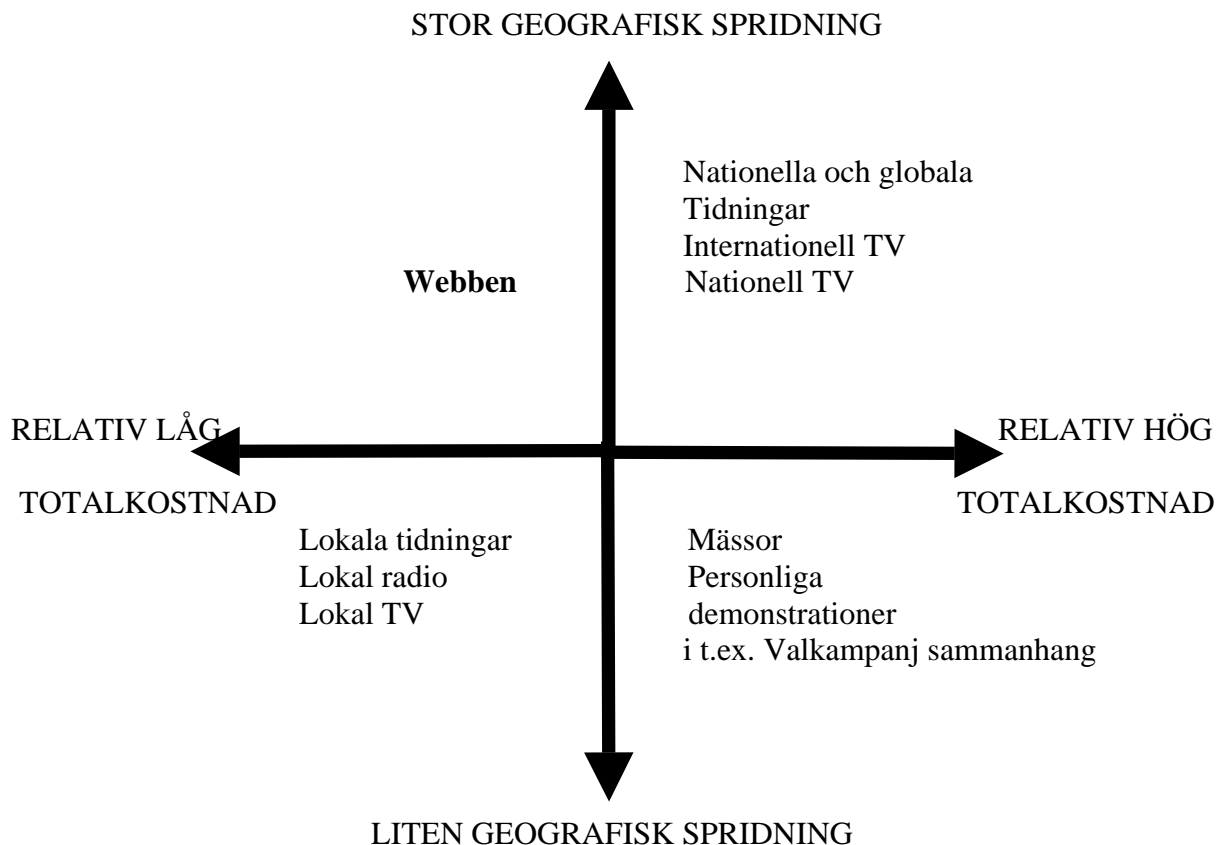 STOR GEOGRAFISK SPRIDNING
Nationella och globala
Tidningar
Internationell TV
Webben
Nationell TV
RELATIV LÅG
TOTALKOSTNAD
RELATIV HÖG
TOTALKOSTNAD
Lokala tidningar
Lokal radio
Lokal TV
Mässor
Personliga
demonstrationer
i t.ex. Valkampanj sammanhang
LITEN GEOGRAFISK SPRIDNING